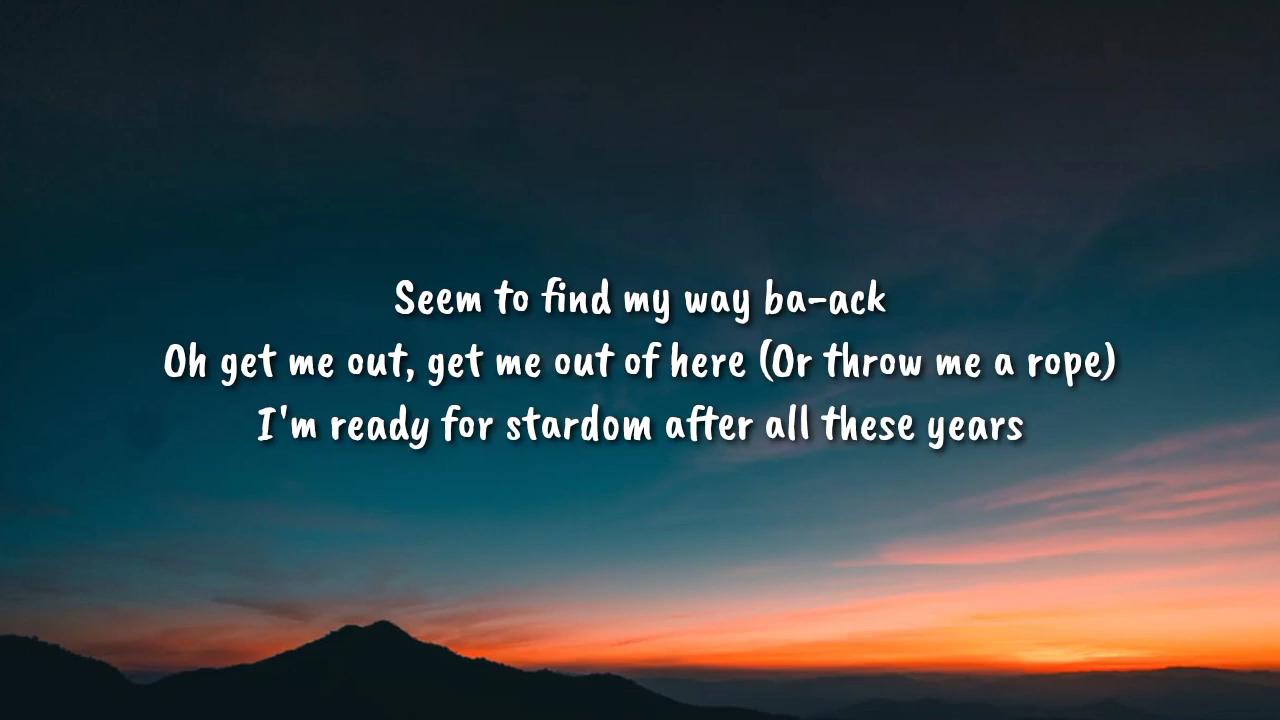 Seem to find my way ba-ack
Oh get me out, get me out of here (Or throw me a rope)
I'm ready for stardom after all these years